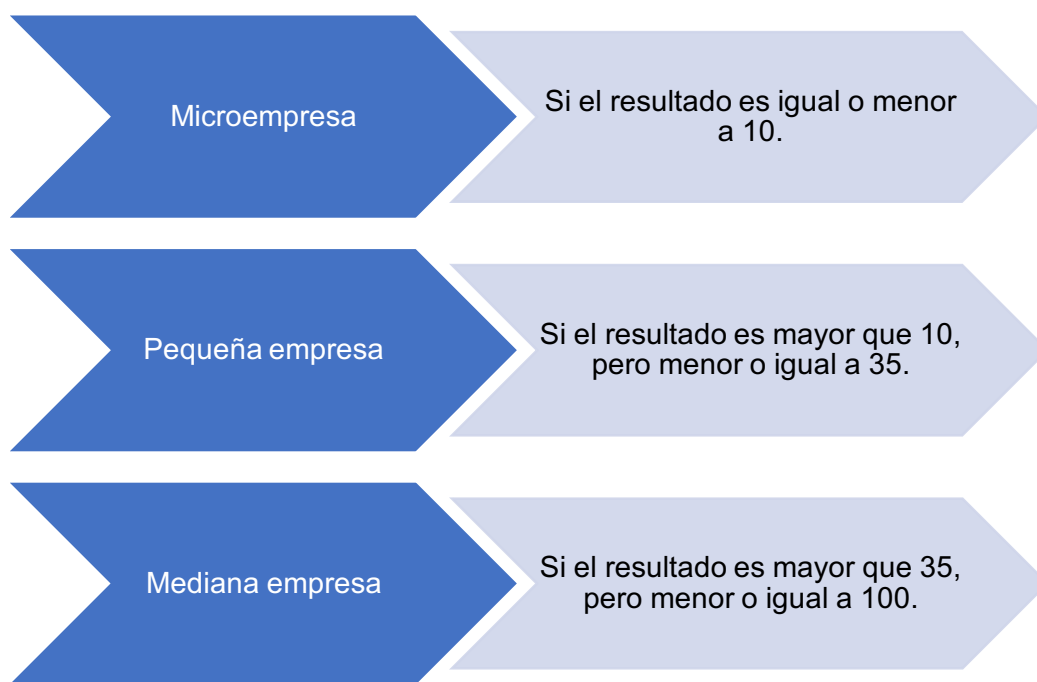 Microempresa
Si el resultado es igual o menor
a 10.
Pequeña empresa
Si el resultado es mayor que 10,
pero menor o igual a 35.
Mediana empresa
Si el resultado es mayor que 35,
pero menor o igual a 100.